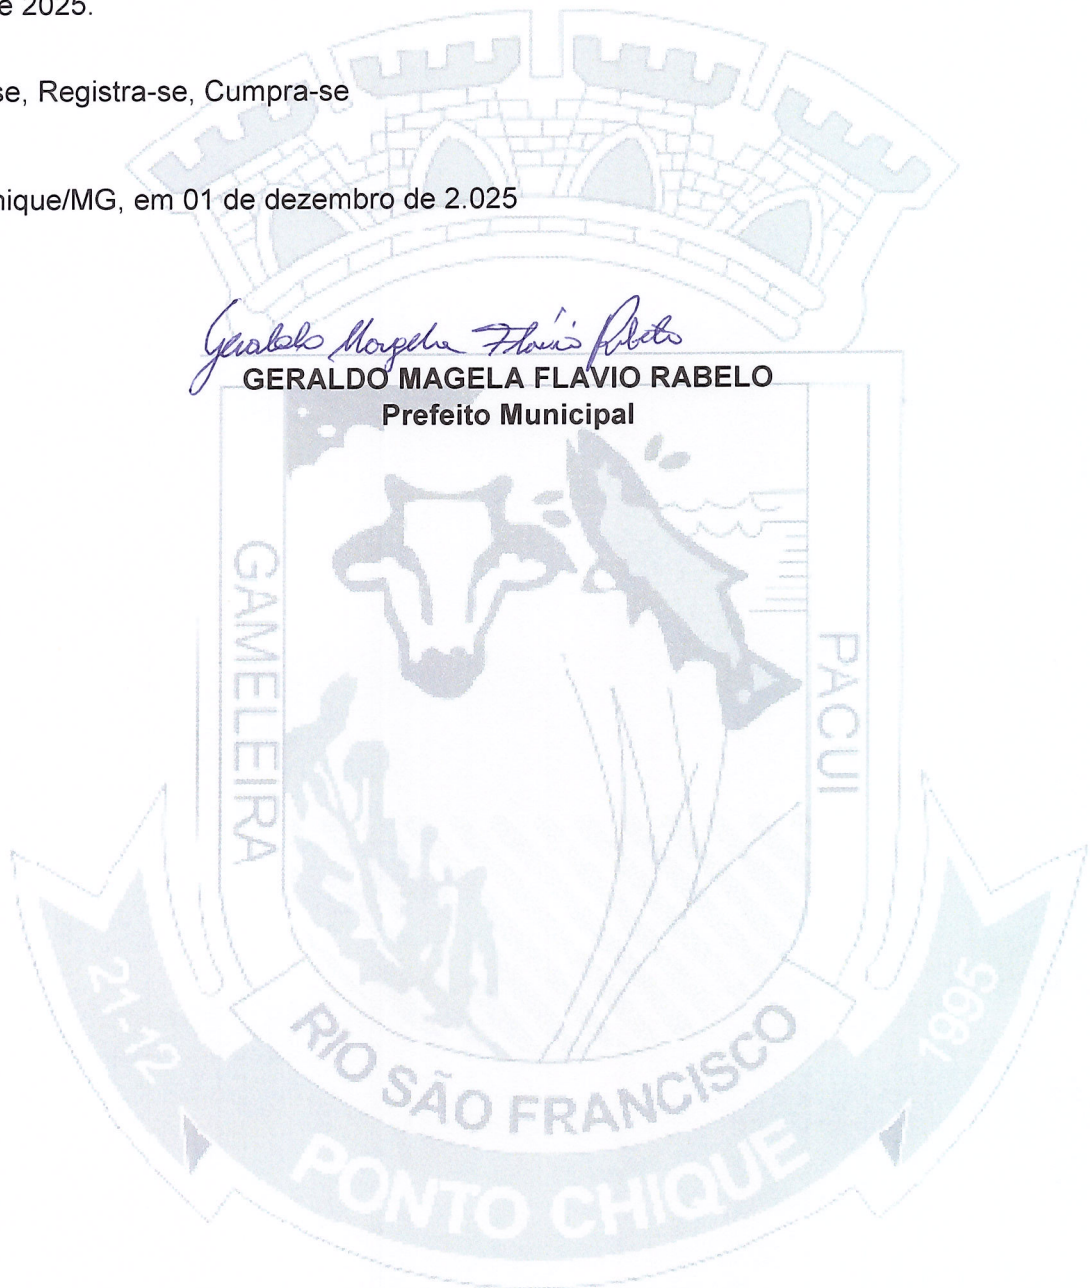 e 2025.
se, Registra-se, Cumpra-se
hique/MG, em 01 de dezembro de 2.025
Geraldo Magela Flávio Rabelo
GERALDO MAGELA FLAVIO RABELO
Prefeito Municipal
GAMELEIRA
PACUI
21-12
1995
RIO SÃO FRANCISCO
PONTO CHIQUE